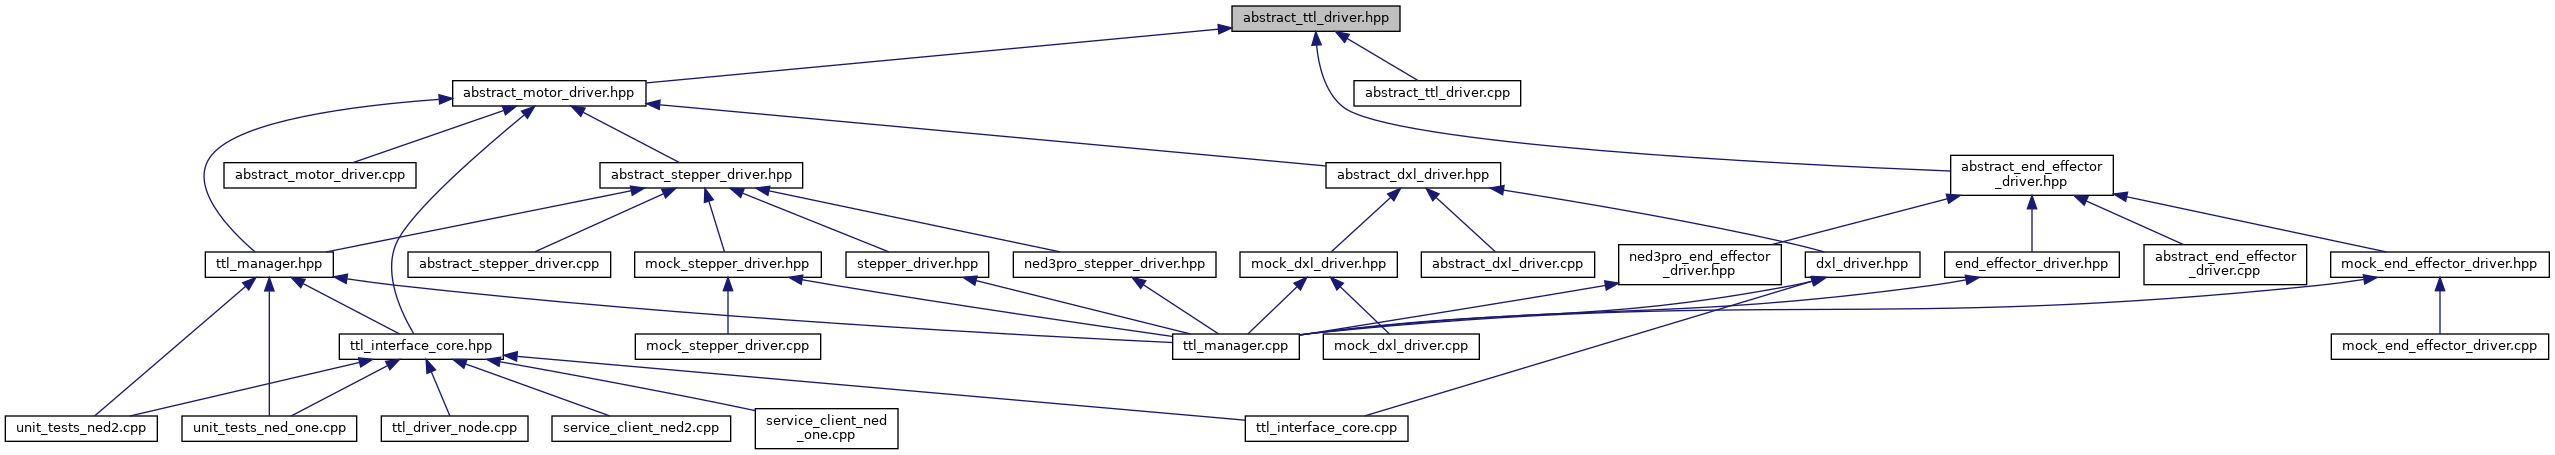 abstract_ttl_driver.hpp
abstract_motor_driver.hpp
abstract_ttl_driver.cpp
abstract_motor_driver.cpp
abstract_stepper_driver.hpp
abstract_dxl_driver.hpp
abstract_end_effector
_driver.hpp
ttl_manager.hpp
abstract_stepper_driver.cpp
mock_stepper_driver.hpp
stepper_driver.hpp
ned3pro_stepper_driver.hpp
mock_dxl_driver.hpp
abstract_dxl_driver.cpp
ned3pro_end_effector
_driver.hpp
dxl_driver.hpp
end_effector_driver.hpp
abstract_end_effector
_driver.cpp
mock_end_effector_driver.hpp
ttl_interface_core.hpp
mock_stepper_driver.cpp
ttl_manager.cpp
mock_dxl_driver.cpp
mock_end_effector_driver.cpp
unit_tests_ned2.cpp
unit_tests_ned_one.cpp
ttl_driver_node.cpp
service_client_ned2.cpp
service_client_ned
_one.cpp
ttl_interface_core.cpp